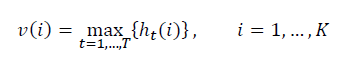 v(i) = max_{t=1,…,T}{h_t(i)}, i = 1, … , K